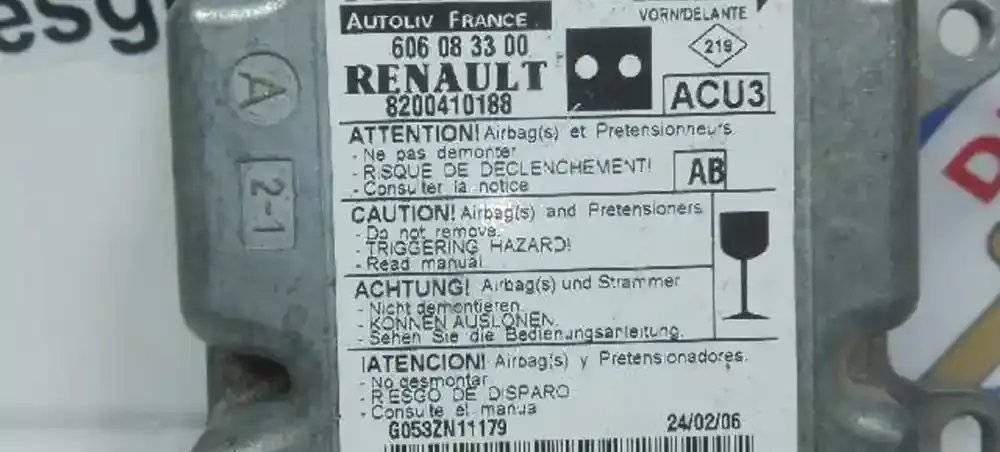 esg
AUTOLIV FRANCE
VORN/DELANTE
606 08 33 00
219
RENAULT
ACU3
8200410188
A
2-1
ATTENTION! Airbag(s) et Pretensionneurs
- Ne pas demonter
- RISQUE DE DECLENCHEMENT!
AB
- Consulter la notice
CAUTION! Airbag(s) and Pretensioners
- Do not remove.
- TRIGGERING HAZARD!
- Read manual
ACHTUNG! Airbag(s) und Strammer
- Nicht demontieren.
- KONNEN AUSLONEN.
- Sehen Sie die Bedienungsanleitung.
¡ATENCION! Airbag(s) y Pretensionadores.
- No desmontar
- RIESGO DE DISPARO
- Consulte el manual
G053ZN11179
24/02/06